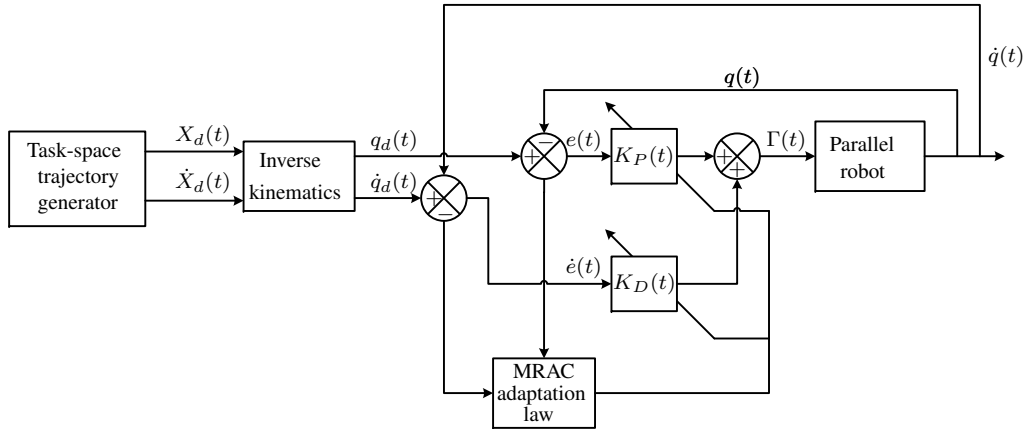 q̇(t)
q(t)
Task-space
trajectory
generator
X_d(t)
Ẋ_d(t)
Inverse
kinematics
q_d(t)
q̇_d(t)
+
−
+
−
e(t)
ė(t)
K_P(t)
K_D(t)
+
+
Γ(t)
Parallel
robot
MRAC
adaptation
law